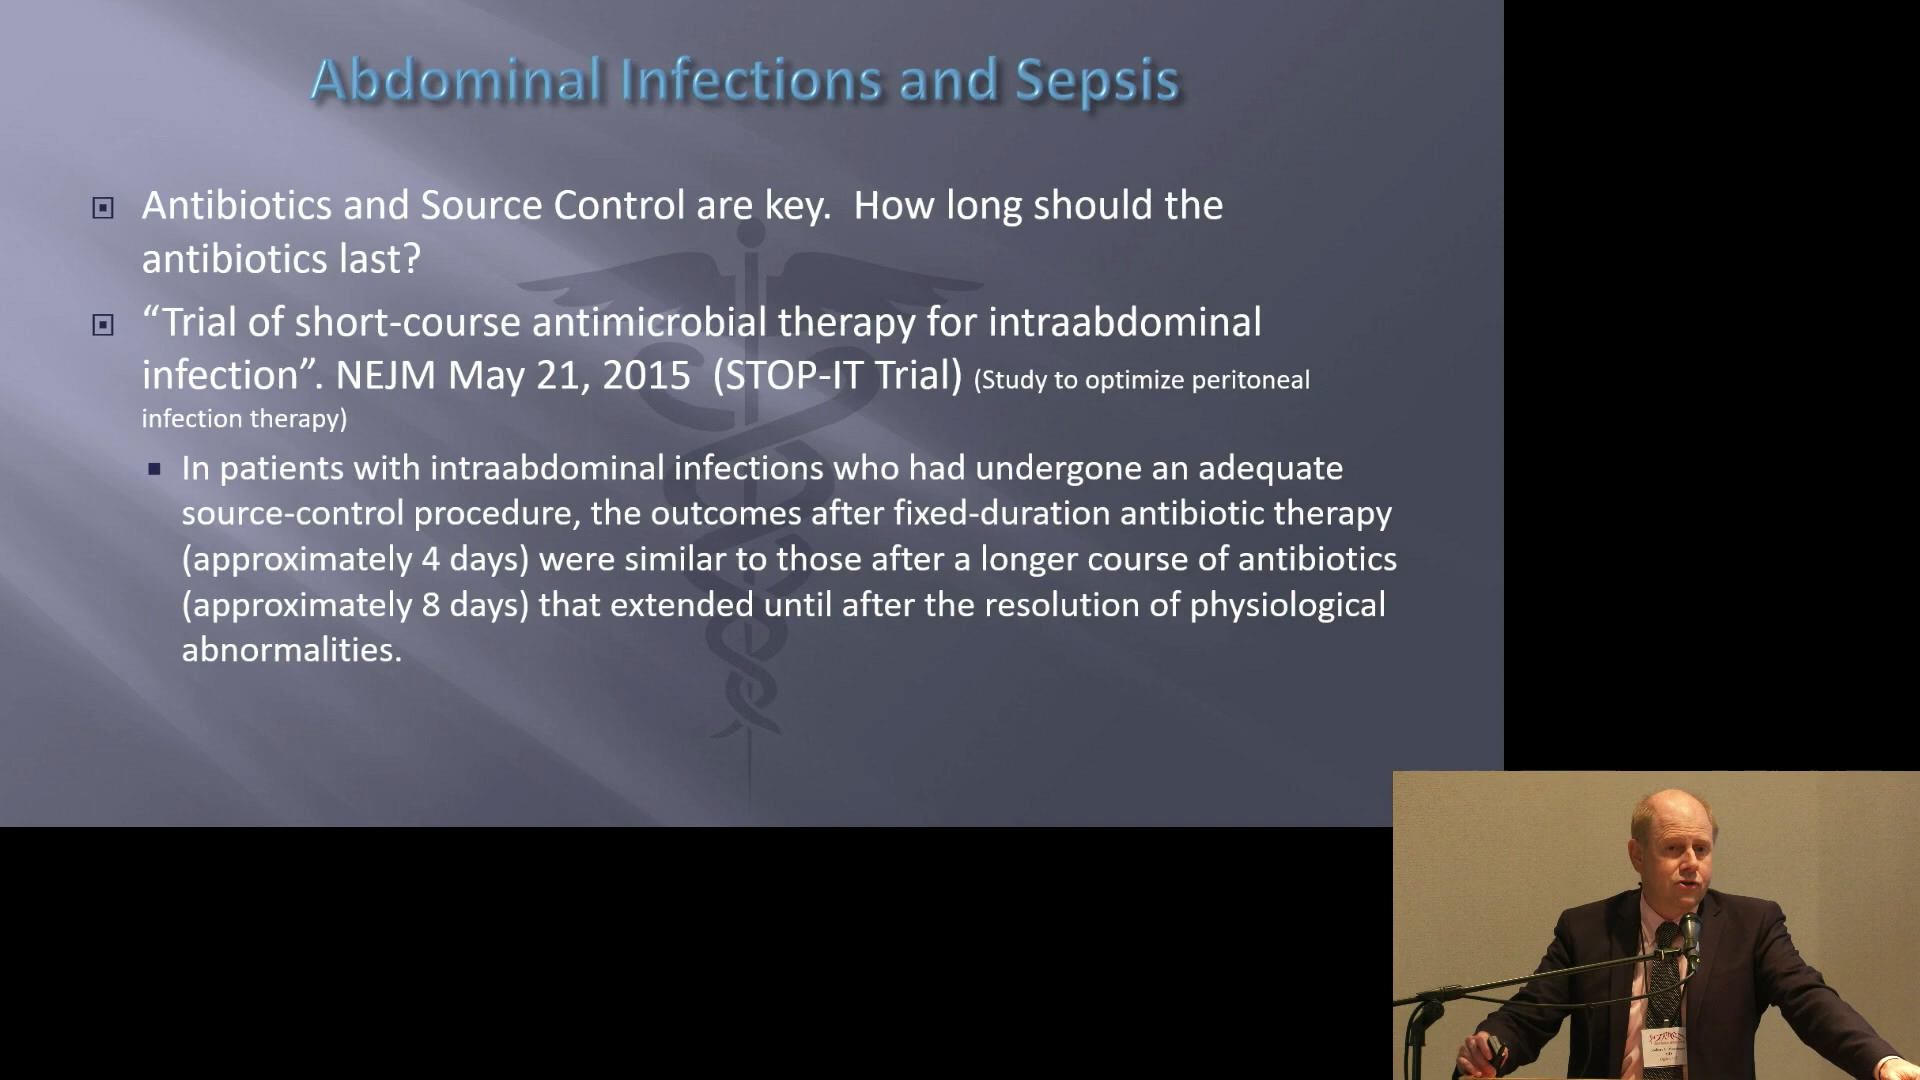 Abdominal Infections and Sepsis
Antibiotics and Source Control are key.  How long should the
antibiotics last?
“Trial of short-course antimicrobial therapy for intraabdominal
infection”. NEJM May 21, 2015  (STOP-IT Trial) (Study to optimize peritoneal
infection therapy)
In patients with intraabdominal infections who had undergone an adequate
source-control procedure, the outcomes after fixed-duration antibiotic therapy
(approximately 4 days) were similar to those after a longer course of antibiotics
(approximately 8 days) that extended until after the resolution of physiological
abnormalities.